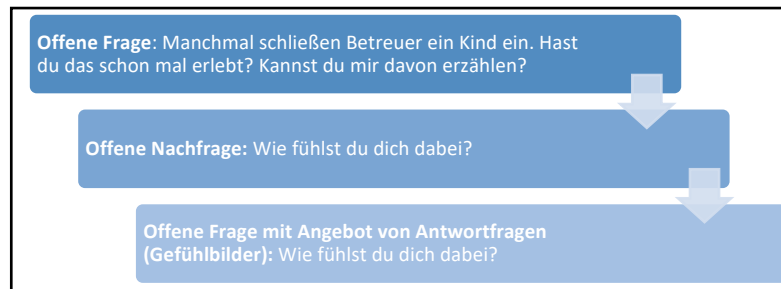 Offene Frage: Manchmal schließen Betreuer ein Kind ein. Hast
du das schon mal erlebt? Kannst du mir davon erzählen?
Offene Nachfrage: Wie fühlst du dich dabei?
Offene Frage mit Angebot von Antwortfragen
(Gefühlbilder): Wie fühlst du dich dabei?